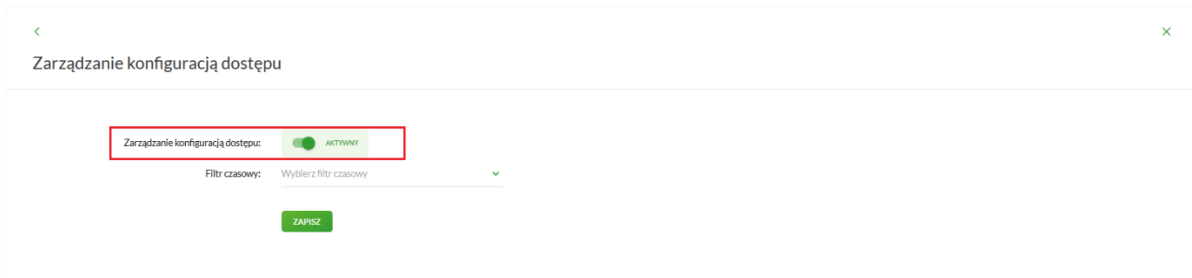 Zarządzanie konfiguracją dostępu
Zarządzanie konfiguracją dostępu: AKTYWNY
Filtr czasowy: Wybierz filtr czasowy
ZAPISZ